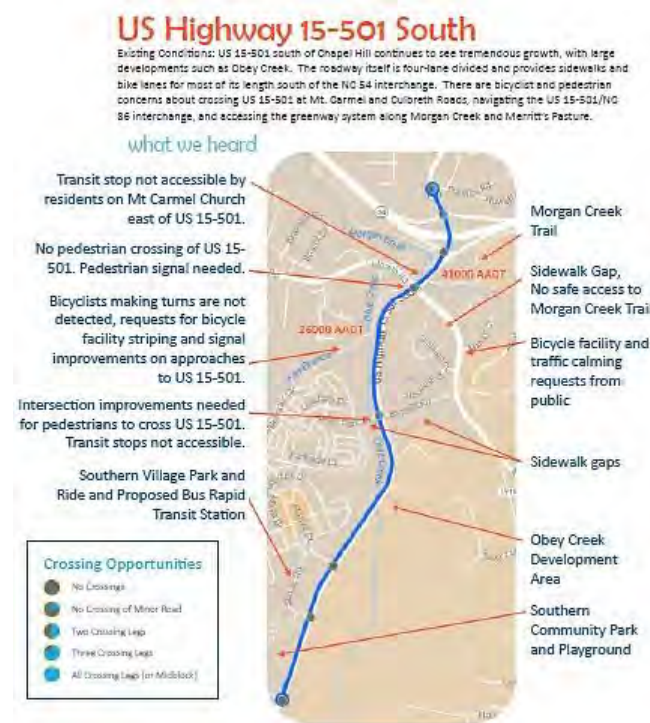 US Highway 15-501 South
Existing Conditions: US 15-501 south of Chapel Hill continues to see tremendous growth, with large
developments such as Obey Creek. The roadway itself is four-lane divided and provides sidewalks and
bike lanes for most of its length south of the NC 54 interchange. There are bicyclist and pedestrian
concerns about crossing US 15-501 at Mt. Carmel and Culbreth Roads, navigating the US 15-501/NC
86 interchange, and accessing the greenway system along Morgan Creek and Merritt's Pasture.
what we heard
Transit stop not accessible by
residents on Mt Carmel Church
east of US 15-501.
No pedestrian crossing of US 15-
501. Pedestrian signal needed.
Bicyclists making turns are not
detected, requests for bicycle
facility striping and signal
improvements on approaches
to US 15-501.
Intersection improvements needed
for pedestrians to cross US 15-501.
Transit stops not accessible.
Southern Village Park and
Ride and Proposed Bus Rapid
Transit Station
41000 AADT
26000 AADT
Morgan Creek
Trail
Sidewalk Gap,
No safe access to
Morgan Creek Trail
Bicycle facility and
traffic calming
requests from
public
Sidewalk gaps
Obey Creek
Development
Area
Southern
Community Park
and Playground
Crossing Opportunities
No Crossings
No Crossing of Minor Road
Two Crossing Legs
Three Crossing Legs
All Crossing Legs (or Midblock)